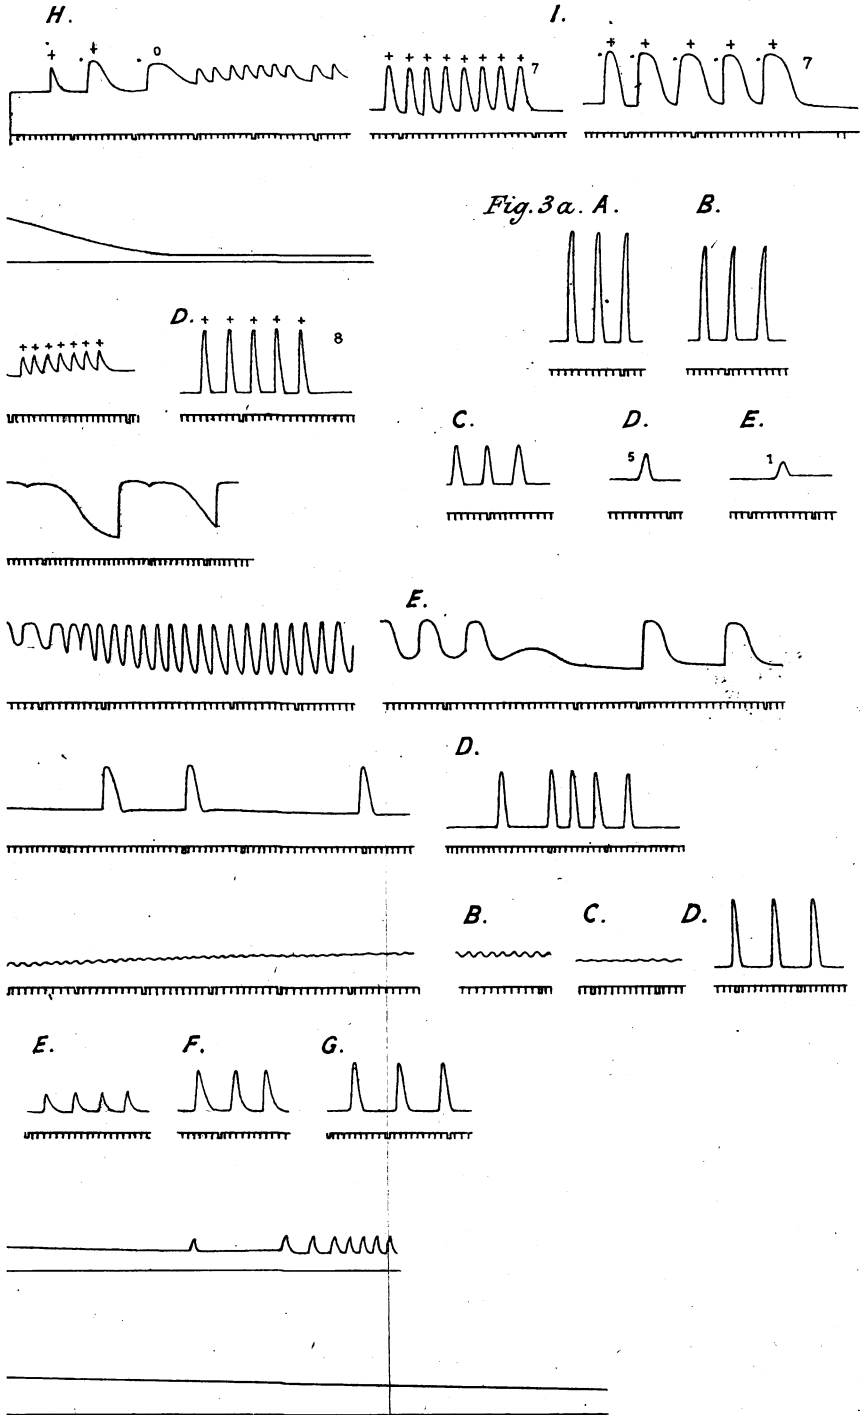 H. I.
+ + 0 + + + + + + + + 7 + + + + + 7
Fig. 3a. A. B.
D. + + + + + 8
+ + + + + + +
C. D. E.
5 1
E.
D.
B. C. D.
E. F. G.